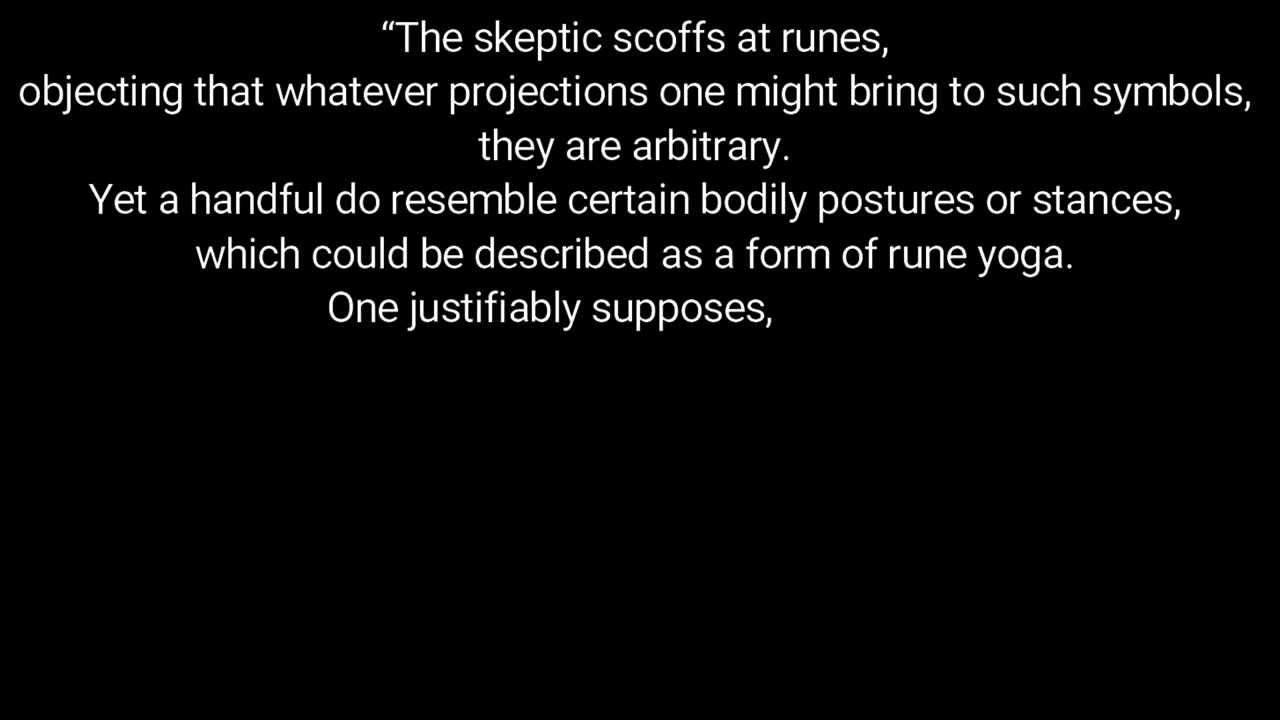 “The skeptic scoffs at runes,
objecting that whatever projections one might bring to such symbols,
they are arbitrary.
Yet a handful do resemble certain bodily postures or stances,
which could be described as a form of rune yoga.
One justifiably supposes,